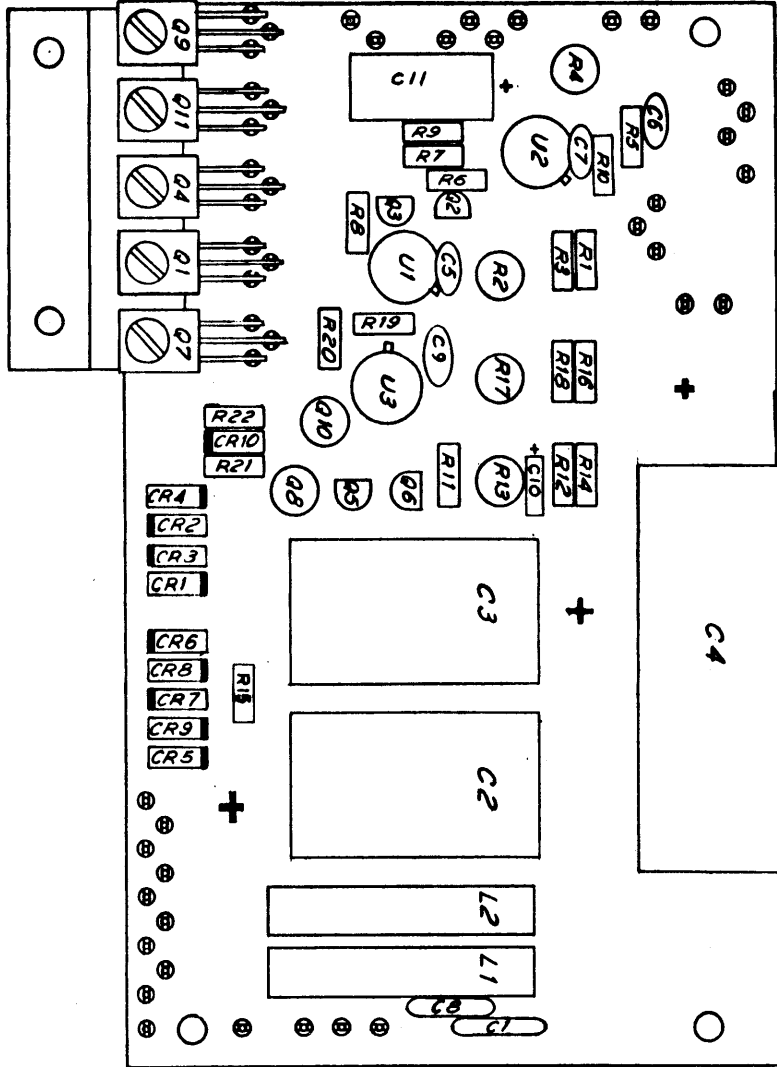 Q9
Q11
Q4
Q1
Q7
C11
+
R4
R9
R7
R6
U2
C7
R10
R5
C6
R8
Q3
Q2
U1
C5
R2
R3
R1
R20
R19
C9
U3
R17
R18
R16
+
Q10
R22
CR10
R21
Q8
Q5
Q6
R11
R13
+
C10
R12
R14
CR4
CR2
CR3
CR1
CR6
CR8
CR7
CR9
CR5
R15
C3
+
C4
C2
+
L2
L1
C8
C1